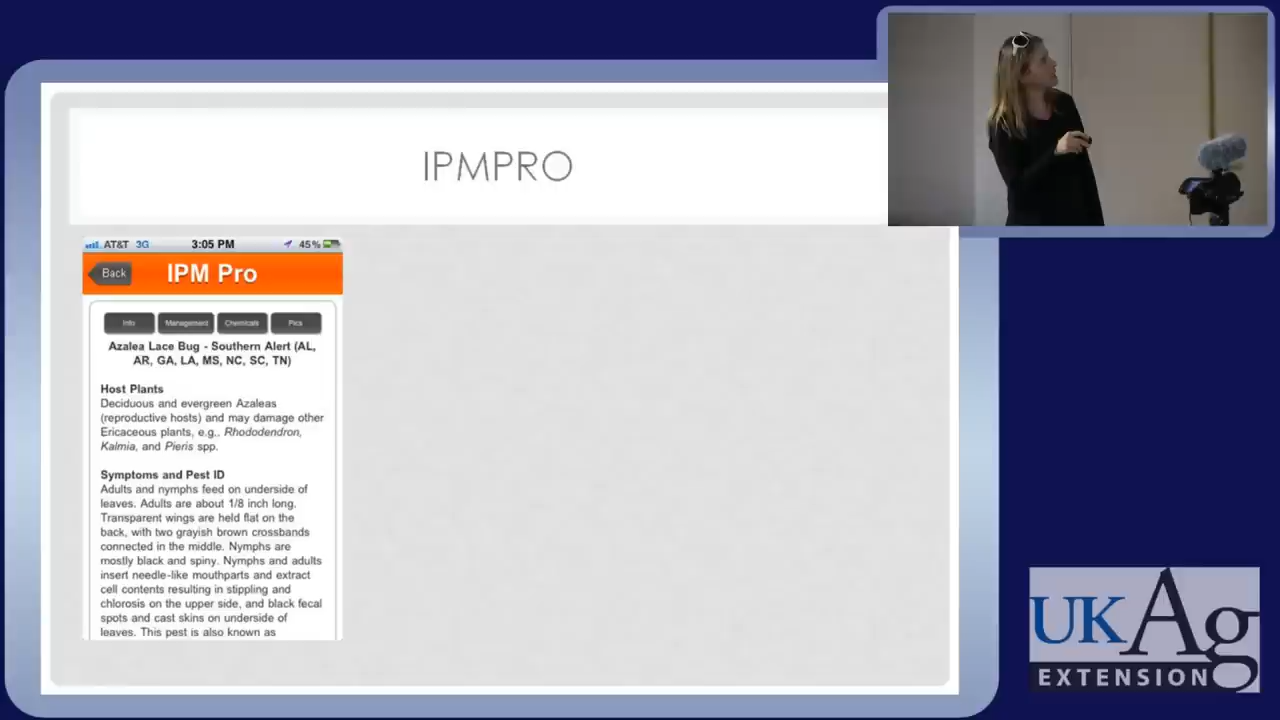 IPMPRO
AT&T 3G 3:05 PM 45%
Back IPM Pro
Info Management Chemicals Pics
Azalea Lace Bug - Southern Alert (AL,
AR, GA, LA, MS, NC, SC, TN)
Host Plants
Deciduous and evergreen Azaleas
(reproductive hosts) and may damage other
Ericaceous plants, e.g,. Rhododendron,
Kalmia, and Pieris spp.
Symptoms and Pest ID
Adults and nymphs feed on underside of
leaves. Adults are about 1/8 inch long.
Transparent wings are held flat on the
back, with two grayish brown crossbands
connected in the middle. Nymphs are
mostly black and spiny. Nymphs and adults
insert needle-like mouthparts and extract
cell contents resulting in stippling and
chlorosis on the upper side, and black fecal
spots and cast skins on underside of
leaves. This pest is also known as
UKAg
EXTENSION